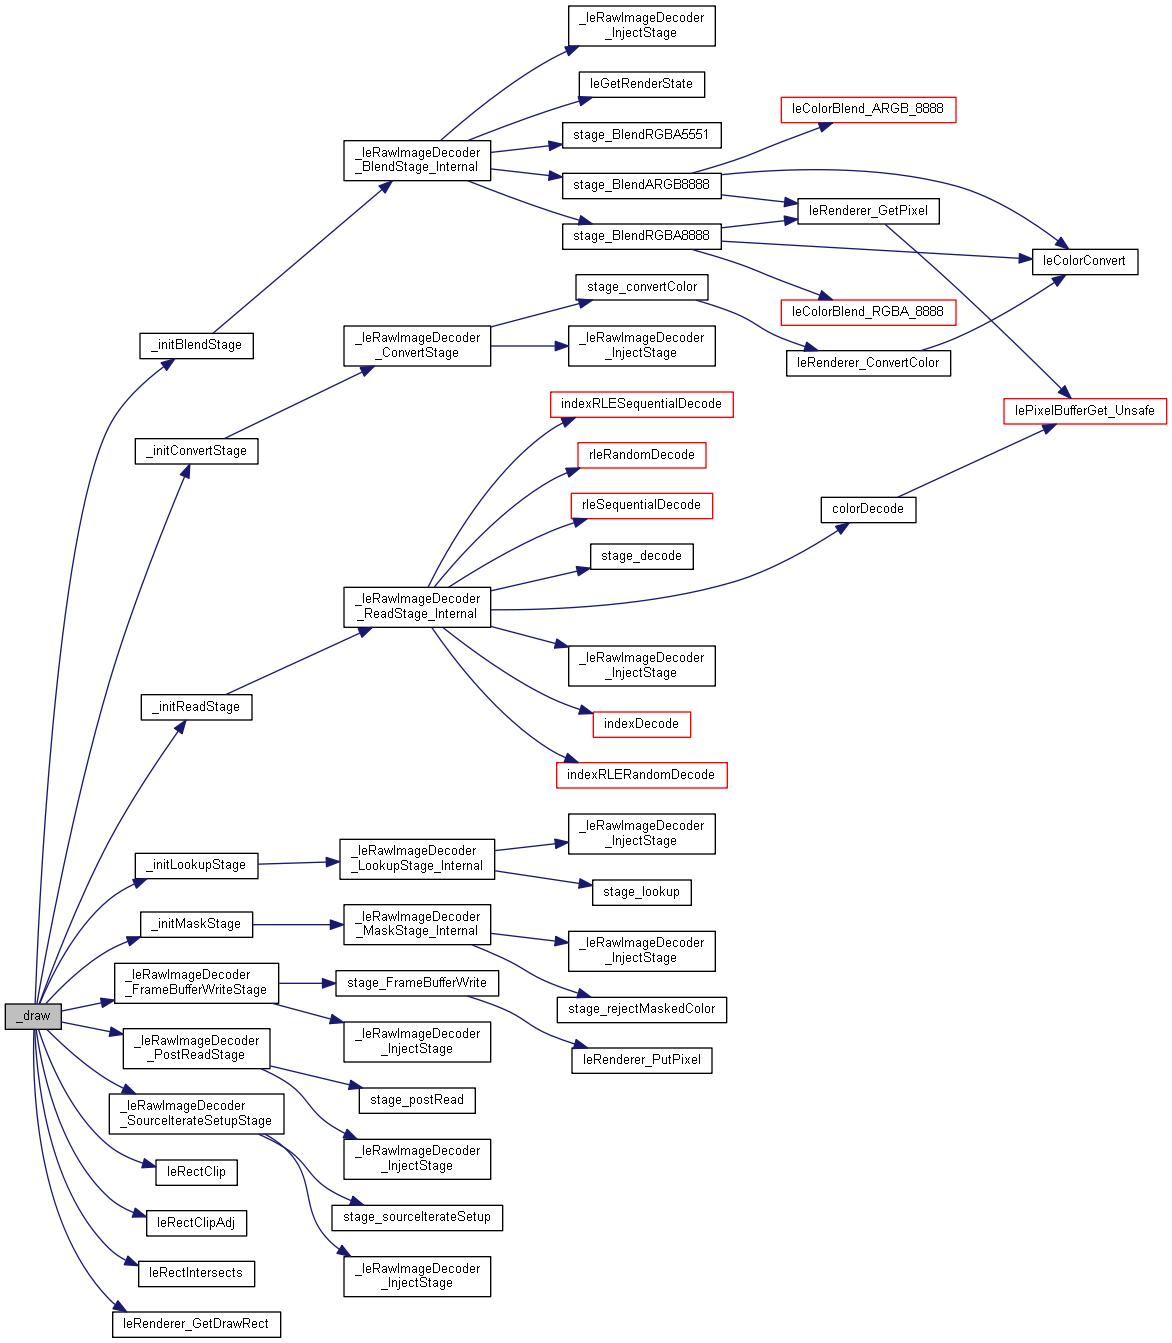 _leRawImageDecoder
_InjectStage
leGetRenderState
leColorBlend_ARGB_8888
stage_BlendRGBA5551
_leRawImageDecoder
_BlendStage_Internal
stage_BlendARGB8888
leRenderer_GetPixel
stage_BlendRGBA8888
leColorConvert
stage_convertColor
leColorBlend_RGBA_8888
_initBlendStage
_leRawImageDecoder
_ConvertStage
_leRawImageDecoder
_InjectStage
leRenderer_ConvertColor
indexRLESequentialDecode
lePixelBufferGet_Unsafe
_initConvertStage
rleRandomDecode
rleSequentialDecode
colorDecode
stage_decode
_leRawImageDecoder
_ReadStage_Internal
_leRawImageDecoder
_InjectStage
_initReadStage
indexDecode
indexRLERandomDecode
_leRawImageDecoder
_InjectStage
_initLookupStage
_leRawImageDecoder
_LookupStage_Internal
stage_lookup
_initMaskStage
_leRawImageDecoder
_MaskStage_Internal
_leRawImageDecoder
_InjectStage
_leRawImageDecoder
_FrameBufferWriteStage
stage_FrameBufferWrite
stage_rejectMaskedColor
_draw
_leRawImageDecoder
_PostReadStage
_leRawImageDecoder
_InjectStage
leRenderer_PutPixel
stage_postRead
_leRawImageDecoder
_SourceIterateSetupStage
_leRawImageDecoder
_InjectStage
leRectClip
stage_sourceIterateSetup
leRectClipAdj
leRectIntersects
_leRawImageDecoder
_InjectStage
leRenderer_GetDrawRect